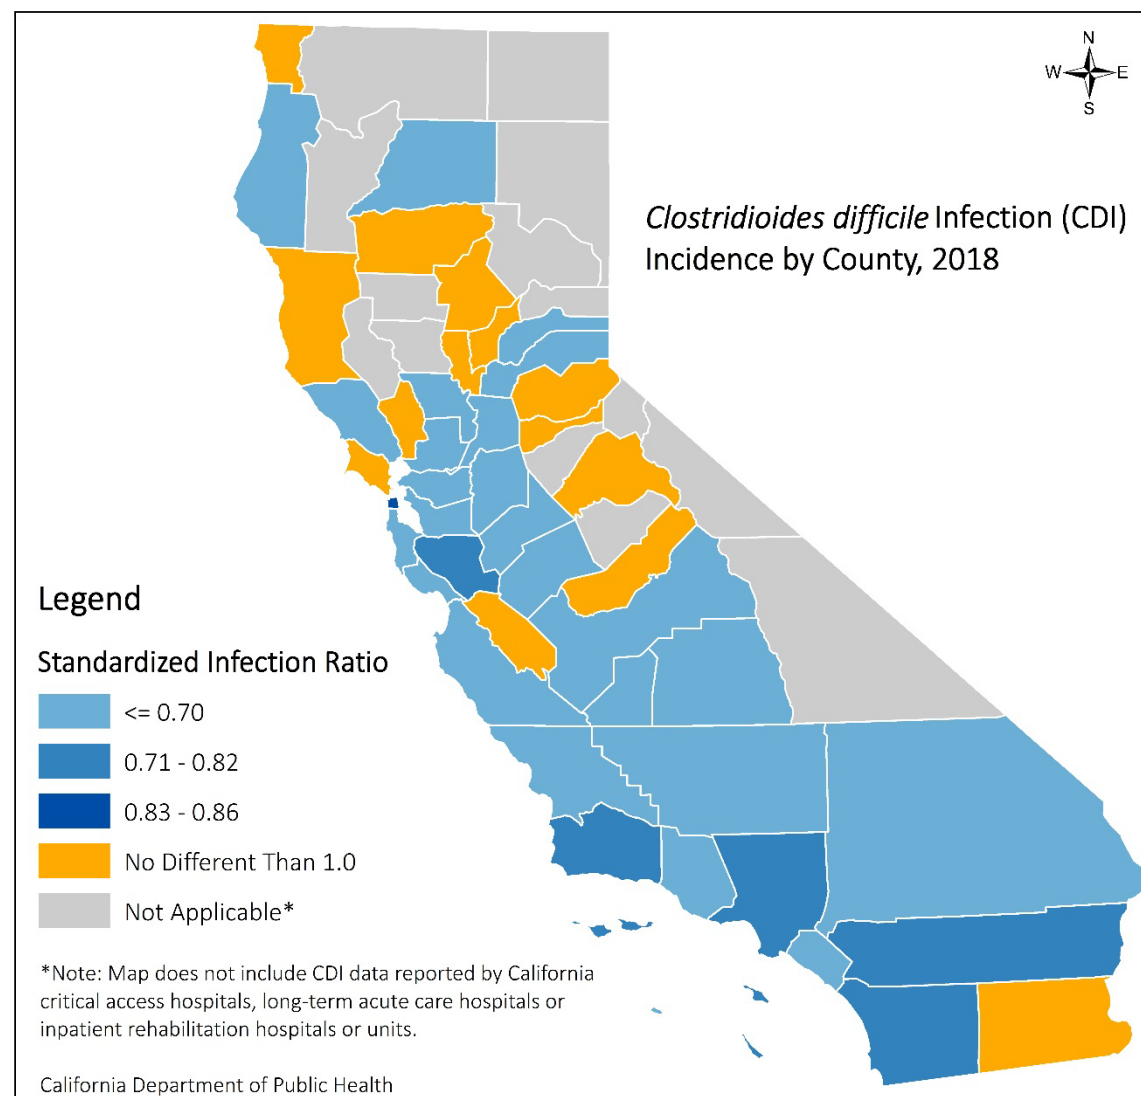 N
W E
S
Clostridioides difficile Infection (CDI)
Incidence by County, 2018
Legend
Standardized Infection Ratio
<= 0.70
0.71 - 0.82
0.83 - 0.86
No Different Than 1.0
Not Applicable*
*Note: Map does not include CDI data reported by California
critical access hospitals, long-term acute care hospitals or
inpatient rehabilitation hospitals or units.
California Department of Public Health